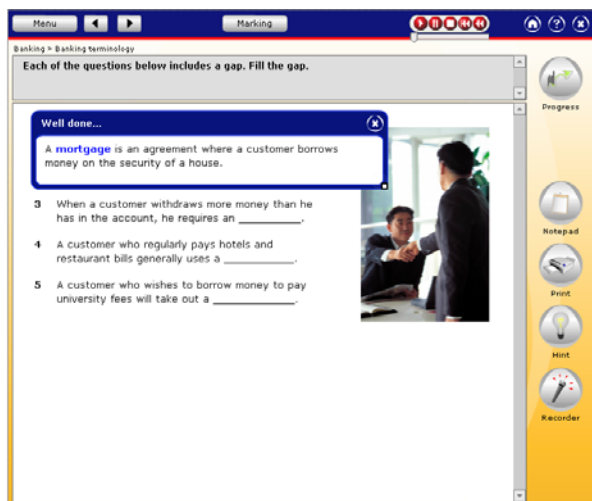 Menu
Marking
Banking > Banking terminology
Each of the questions below includes a gap. Fill the gap.
Progress
Well done...
A mortgage is an agreement where a customer borrows
money on the security of a house.
3 When a customer withdraws more money than he
has in the account, he requires an __________.
4 A customer who regularly pays hotels and
restaurant bills generally uses a ___________.
5 A customer who wishes to borrow money to pay
university fees will take out a _____________.
Notepad
Print
Hint
Recorder